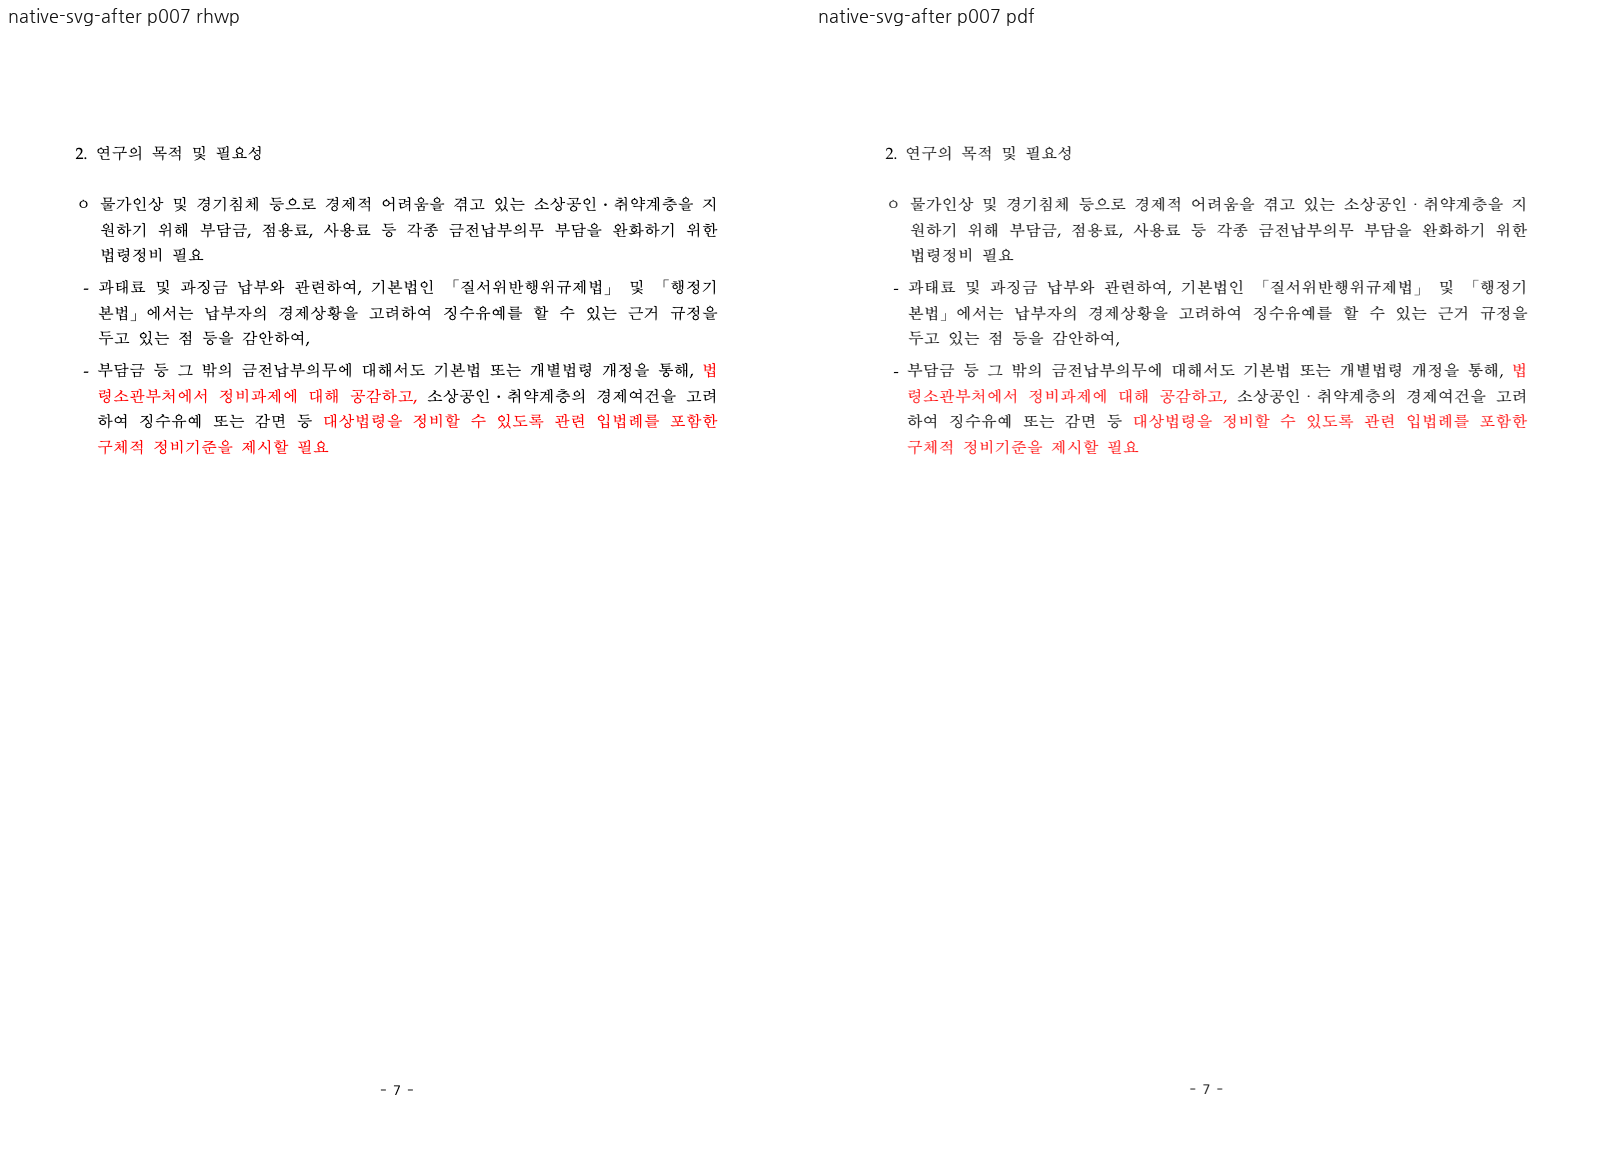 native-svg-after p007 rhwp
2. 연구의 목적 및 필요성
ㅇ 물가인상 및 경기침체 등으로 경제적 어려움을 겪고 있는 소상공인·취약계층을 지
원하기 위해 부담금, 점용료, 사용료 등 각종 금전납부의무 부담을 완화하기 위한
법령정비 필요
- 과태료 및 과징금 납부와 관련하여, 기본법인 「질서위반행위규제법」 및 「행정기
본법」에서는 납부자의 경제상황을 고려하여 징수유예를 할 수 있는 근거 규정을
두고 있는 점 등을 감안하여,
- 부담금 등 그 밖의 금전납부의무에 대해서도 기본법 또는 개별법령 개정을 통해, 법
령소관부처에서 정비과제에 대해 공감하고, 소상공인·취약계층의 경제여건을 고려
하여 징수유예 또는 감면 등 대상법령을 정비할 수 있도록 관련 입법례를 포함한
구체적 정비기준을 제시할 필요
- 7 -
native-svg-after p007 pdf
2. 연구의 목적 및 필요성
ㅇ 물가인상 및 경기침체 등으로 경제적 어려움을 겪고 있는 소상공인·취약계층을 지
원하기 위해 부담금, 점용료, 사용료 등 각종 금전납부의무 부담을 완화하기 위한
법령정비 필요
- 과태료 및 과징금 납부와 관련하여, 기본법인 「질서위반행위규제법」 및 「행정기
본법」에서는 납부자의 경제상황을 고려하여 징수유예를 할 수 있는 근거 규정을
두고 있는 점 등을 감안하여,
- 부담금 등 그 밖의 금전납부의무에 대해서도 기본법 또는 개별법령 개정을 통해, 법
령소관부처에서 정비과제에 대해 공감하고, 소상공인·취약계층의 경제여건을 고려
하여 징수유예 또는 감면 등 대상법령을 정비할 수 있도록 관련 입법례를 포함한
구체적 정비기준을 제시할 필요
- 7 -